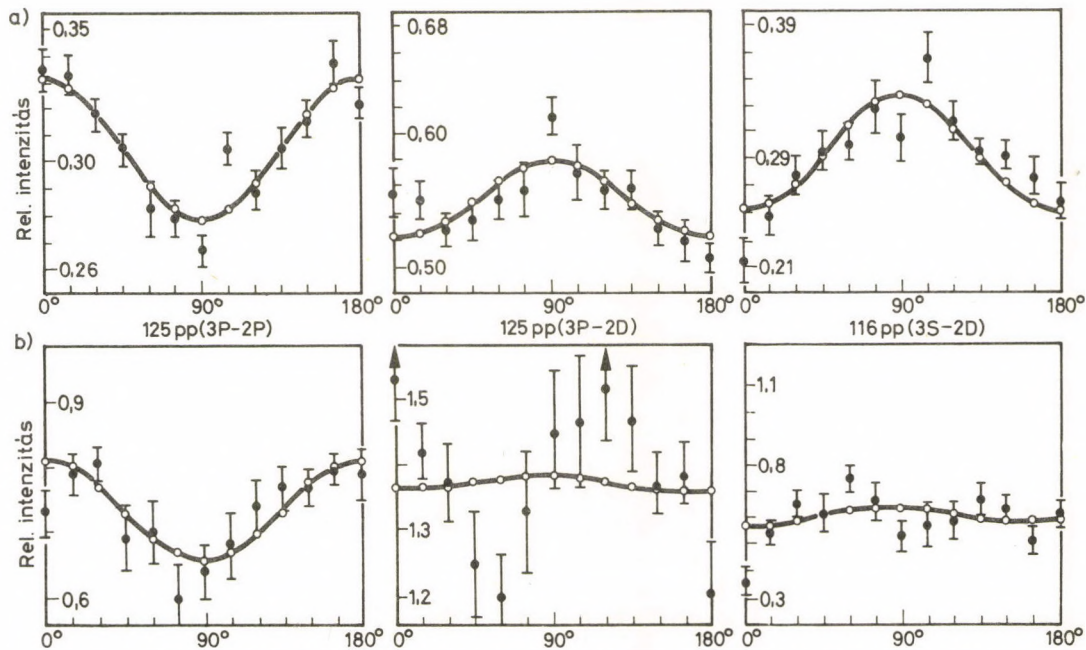 a)
Rel. intenzitás
0,35
0,30
0,26
0° 90° 180°
125 pp (3P-2P)
0,68
0,60
0,50
0° 90° 180°
125 pp (3P-2D)
0,39
0,29
0,21
0° 90° 180°
116 pp (3S-2D)
b)
Rel. intenzitás
0,9
0,6
0° 90° 180°
1,5
1,3
1,2
0° 90° 180°
1,1
0,8
0,3
0° 90° 180°